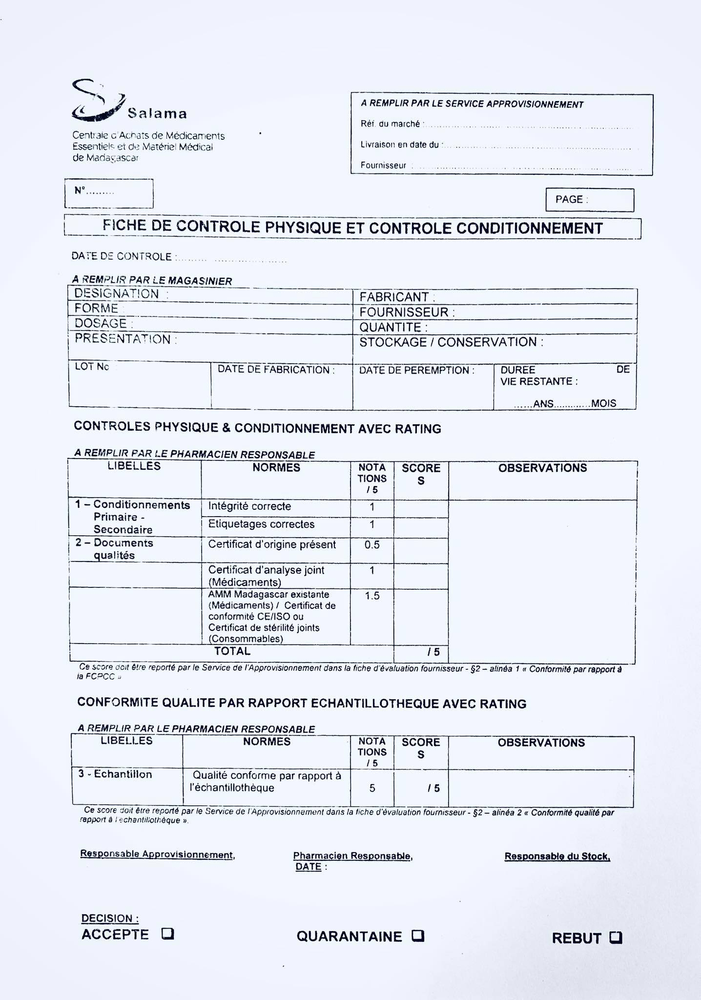 Salama
Centrale d'Achats de Médicaments
Essentiels et de Matériel Médical
de Madagascar
A REMPLIR PAR LE SERVICE APPROVISIONNEMENT
Réf. du marché :
Livraison en date du :
Fournisseur :
N°.........
PAGE :
FICHE DE CONTROLE PHYSIQUE ET CONTROLE CONDITIONNEMENT
DATE DE CONTROLE :
A REMPLIR PAR LE MAGASINIER
DESIGNATION :
FABRICANT :
FORME :
FOURNISSEUR :
DOSAGE :
QUANTITE :
PRESENTATION :
STOCKAGE / CONSERVATION :
LOT No
DATE DE FABRICATION :
DATE DE PEREMPTION :
DUREE DE
VIE RESTANTE :
......ANS............MOIS
CONTROLES PHYSIQUE & CONDITIONNEMENT AVEC RATING
A REMPLIR PAR LE PHARMACIEN RESPONSABLE
LIBELLES
NORMES
NOTA
TIONS
/ 5
SCORE
S
OBSERVATIONS
1 – Conditionnements
Primaire -
Secondaire
Intégrité correcte
1
Etiquetages correctes
1
2 – Documents
qualités
Certificat d'origine présent
0.5
Certificat d'analyse joint
(Médicaments)
1
AMM Madagascar existante
(Médicaments) / Certificat de
conformité CE/ISO ou
Certificat de stérilité joints
(Consommables)
1.5
TOTAL
/ 5
Ce score doit être reporté par le Service de l'Approvisionnement dans la fiche d'évaluation fournisseur - §2 – alinéa 1 « Conformité par rapport à
la FCPCC »
CONFORMITE QUALITE PAR RAPPORT ECHANTILLOTHEQUE AVEC RATING
A REMPLIR PAR LE PHARMACIEN RESPONSABLE
LIBELLES
NORMES
NOTA
TIONS
/ 5
SCORE
S
OBSERVATIONS
3 - Echantillon
Qualité conforme par rapport à
l'échantillothèque
5
/ 5
Ce score doit être reporté par le Service de l'Approvisionnement dans la fiche d'évaluation fournisseur - §2 – alinéa 2 « Conformité qualité par
rapport à l'echantillothèque ».
Responsable Approvisionnement,
Pharmacien Responsable,
DATE :
Responsable du Stock,
DECISION :
ACCEPTE ❑
QUARANTAINE ❑
REBUT ❑